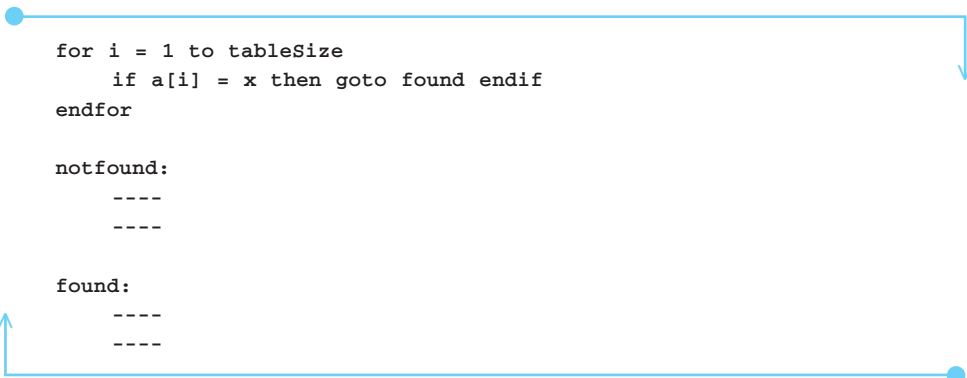 for i = 1 to tableSize
if a[i] = x then goto found endif
endfor
notfound:
----
----
found:
----
----